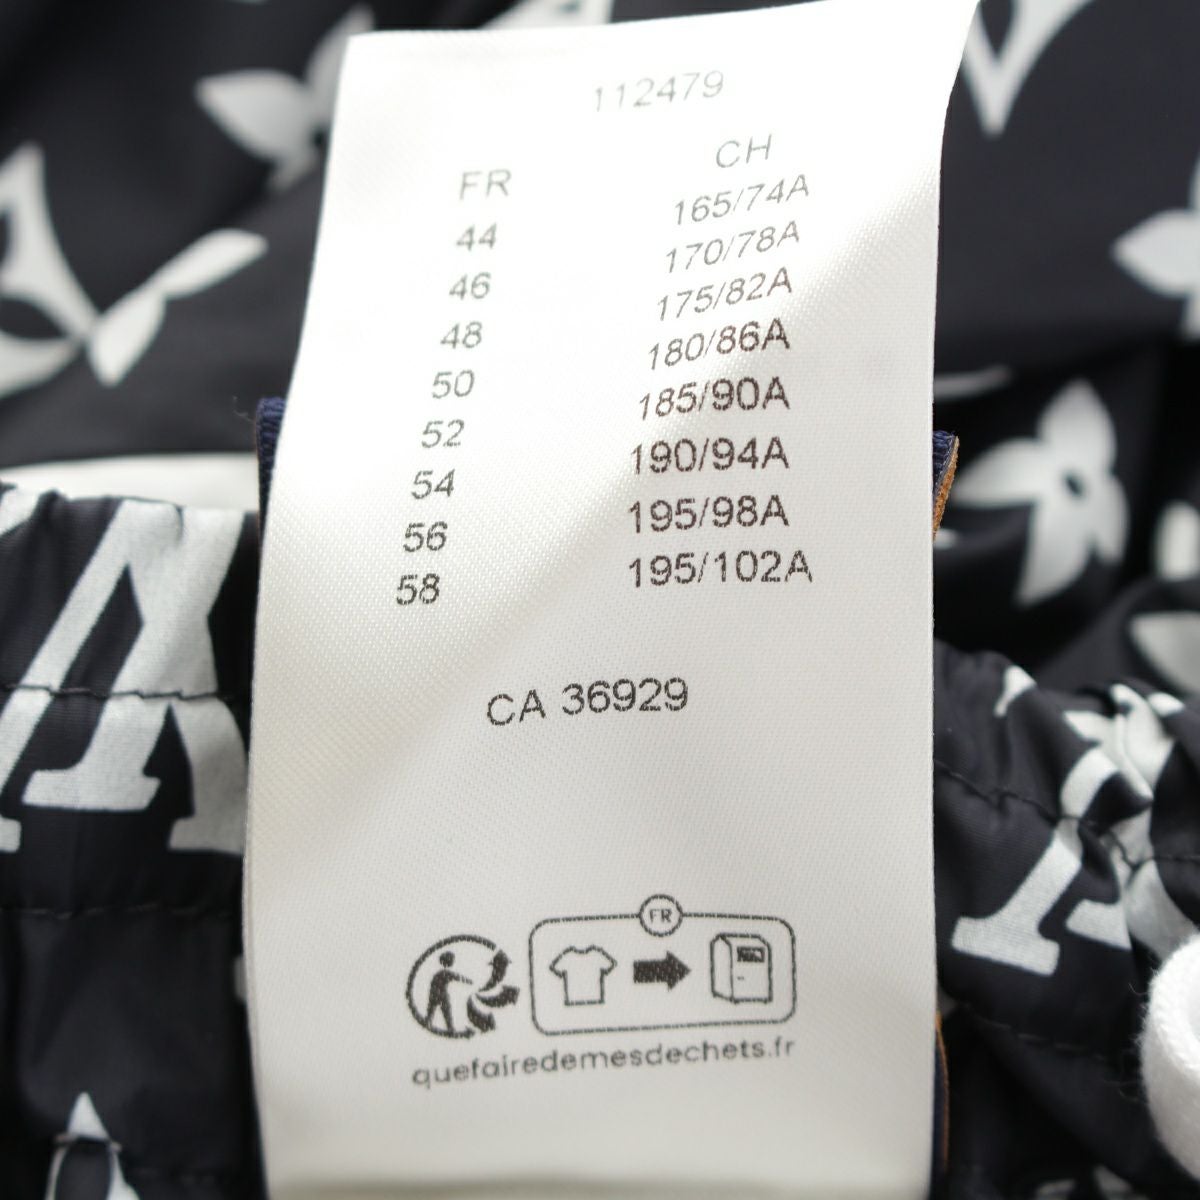 112479
FR CH
44 165/74A
46 170/78A
48 175/82A
50 180/86A
52 185/90A
54 190/94A
56 195/98A
58 195/102A
CA 36929
FR
quefairedemesdechets.fr